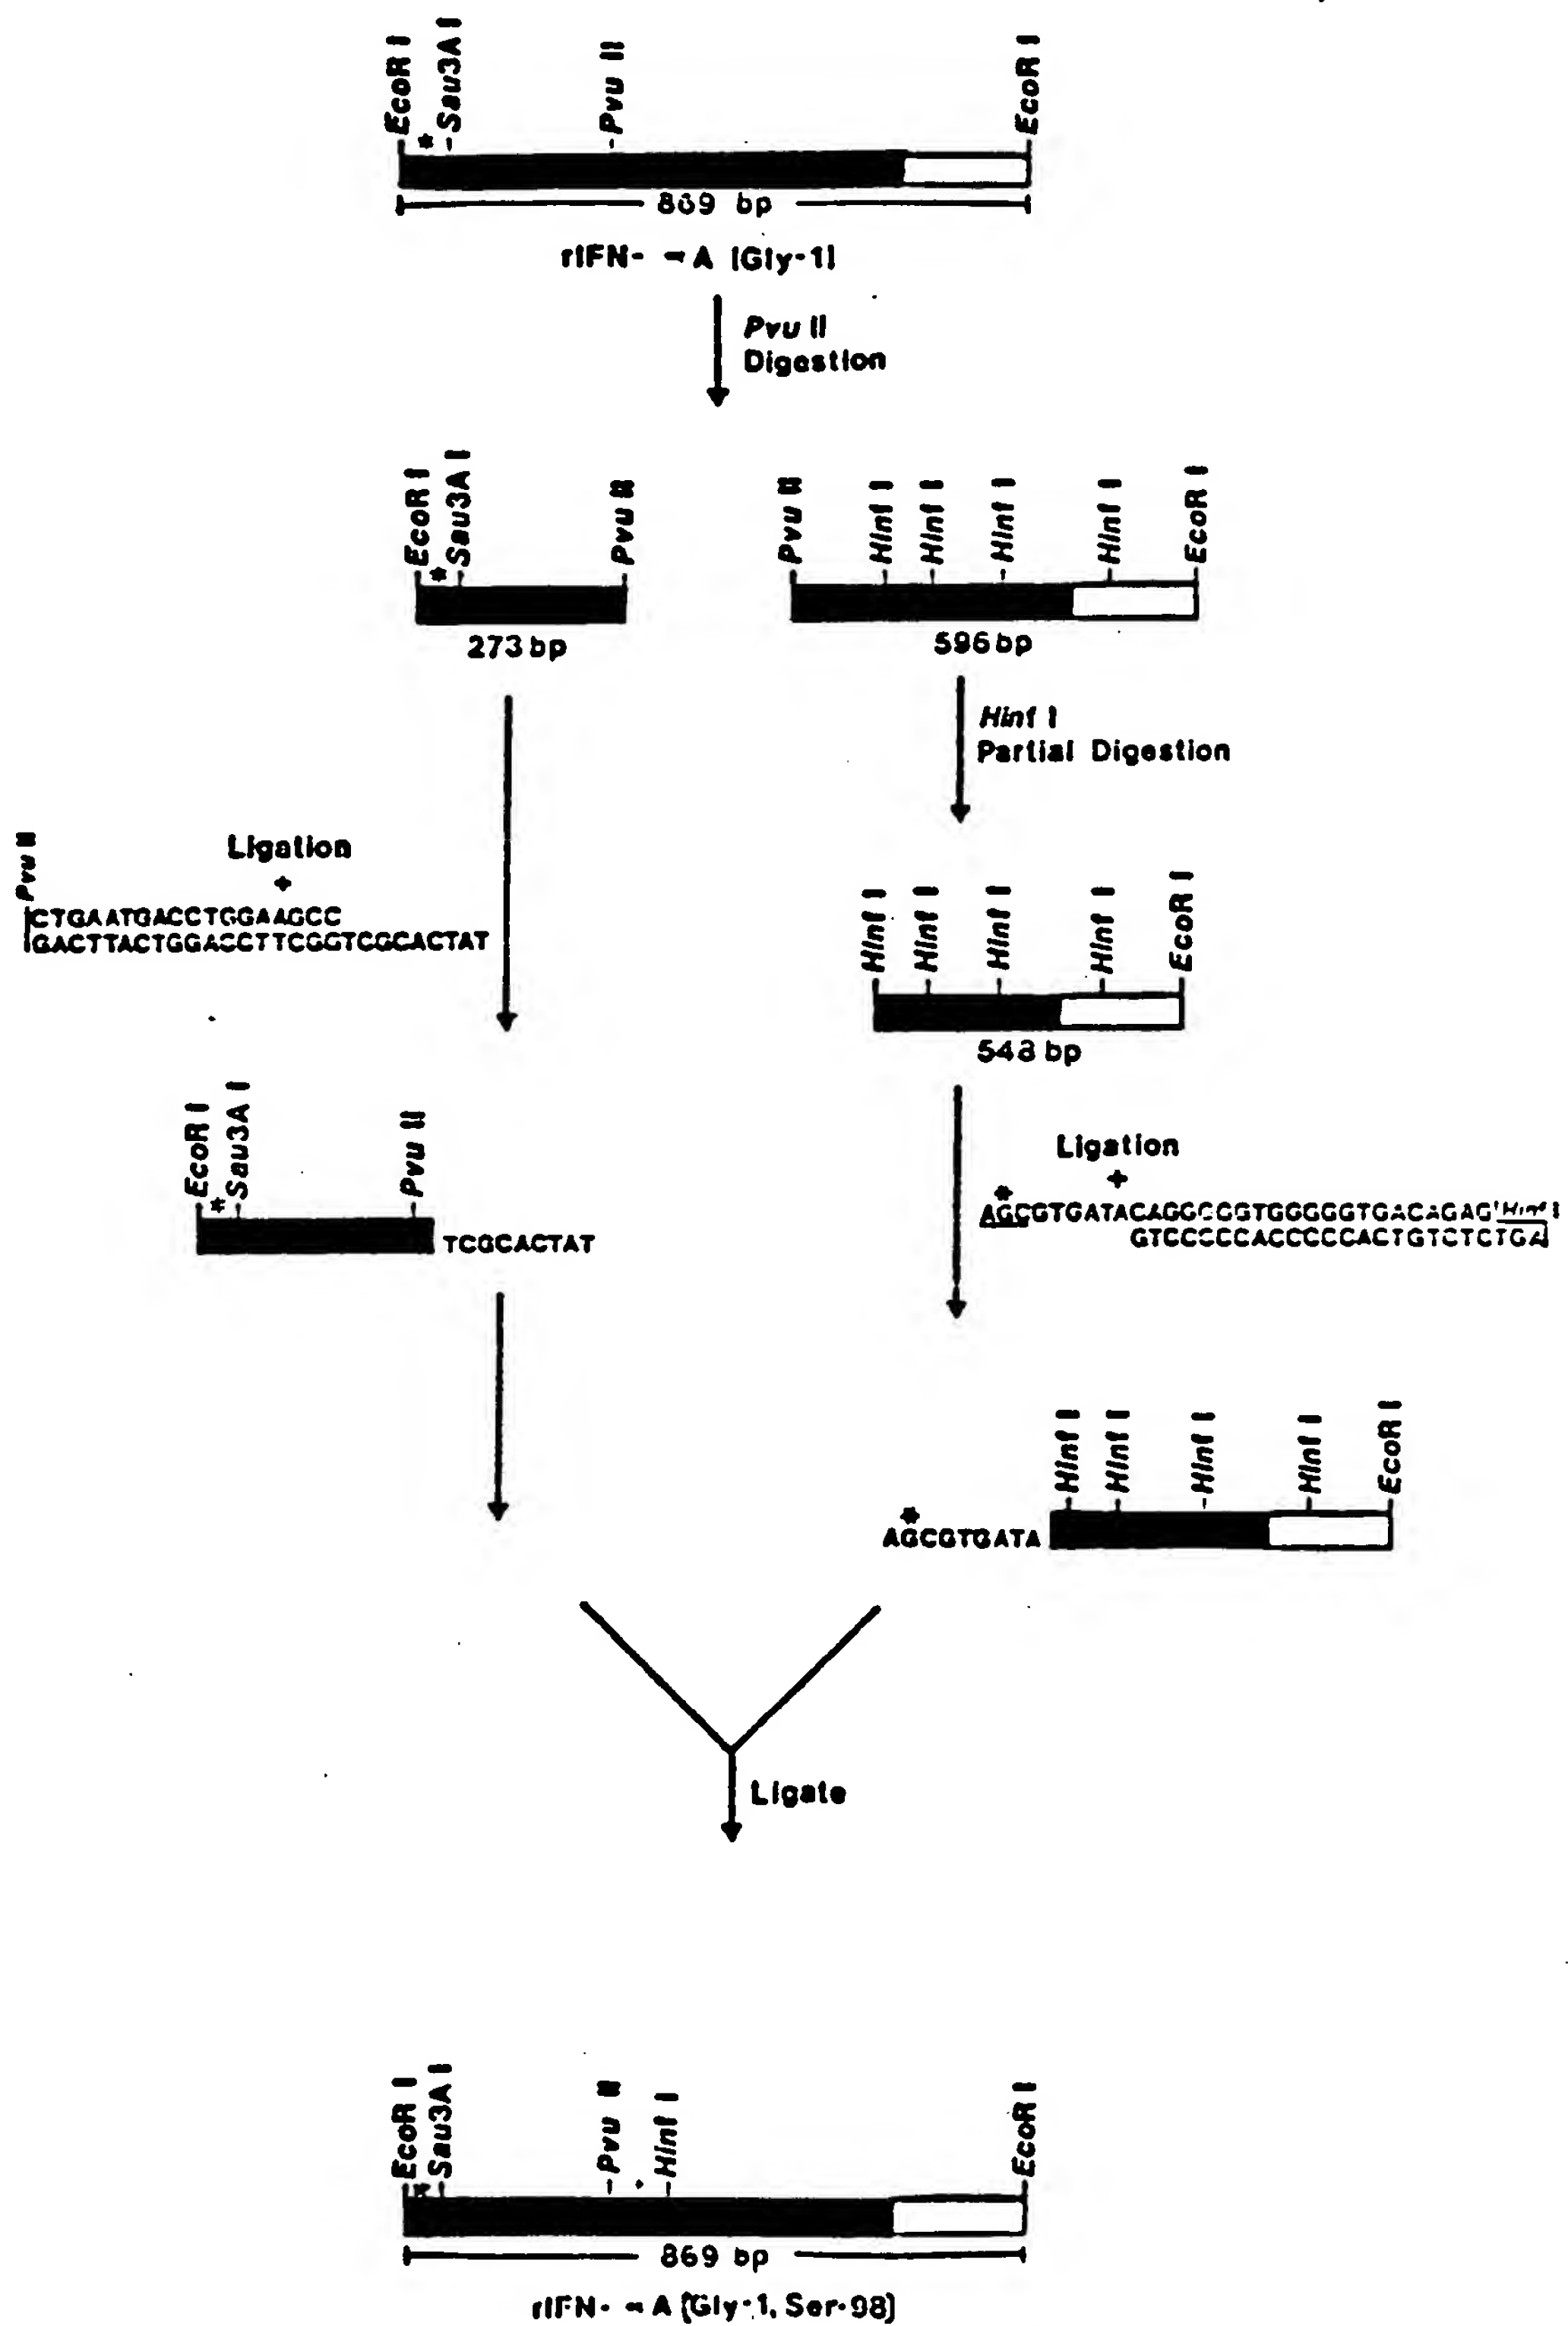 EcoR I
Sau3A I
Pvu II
EcoR I
*
869 bp
rIFN- ∝ A [Gly-1]
Pvu II
Digestion
EcoR I
Sau3A I
Pvu II
Pvu II
Hinf I
Hinf I
Hinf I
Hinf I
EcoR I
*
273 bp
596 bp
Hinf I
Partial Digestion
Pvu II
Ligation
+
CTGAATGACCTGGAAGCC
GACTTACTGGACCTTCGGTCGCACTAT
Hinf I
Hinf I
Hinf I
Hinf I
EcoR I
548 bp
EcoR I
Sau3A I
Pvu II
*
TCGCACTAT
Ligation
+
*
AGCGTGATACAGGGGGTGGGGGTGACAGAG Hinf I
GTCCCCCACCCCCACTGTCTCTGA
Hinf I
Hinf I
Hinf I
Hinf I
EcoR I
*
AGCGTGATA
Ligate
EcoR I
Sau3A I
Pvu II
Hinf I
EcoR I
*
869 bp
rIFN- ∝ A [Gly-1, Ser-98]